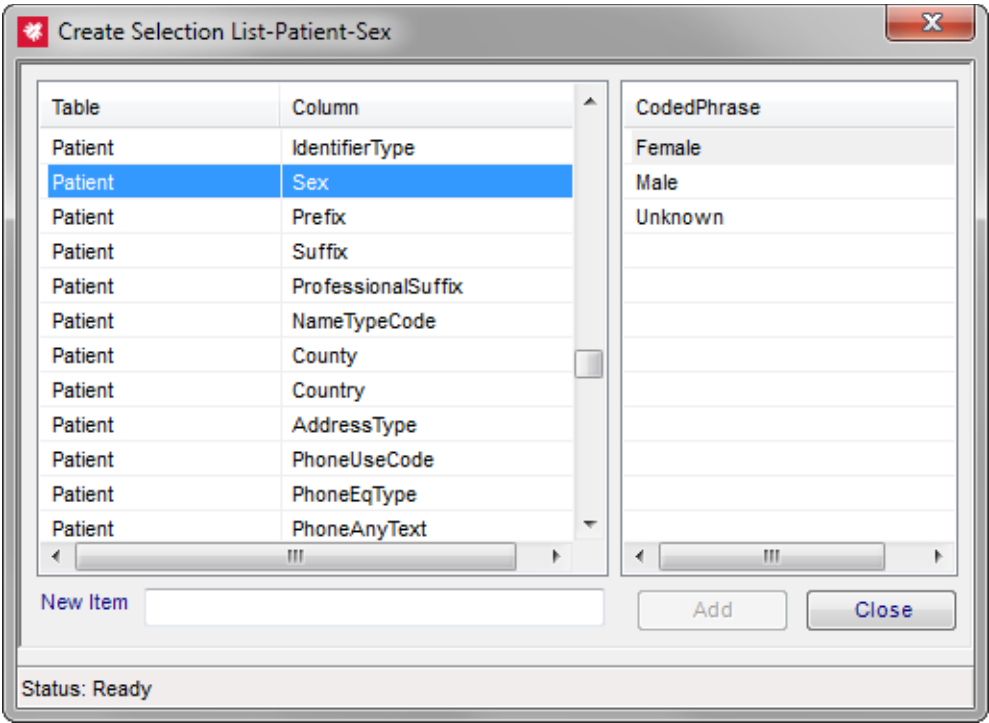 Create Selection List-Patient-Sex
Table Column CodedPhrase
Patient IdentifierType Female
Patient Sex Male
Patient Prefix Unknown
Patient Suffix
Patient ProfessionalSuffix
Patient NameTypeCode
Patient County
Patient Country
Patient AddressType
Patient PhoneUseCode
Patient PhoneEqType
Patient PhoneAnyText
New Item Add Close
Status: Ready